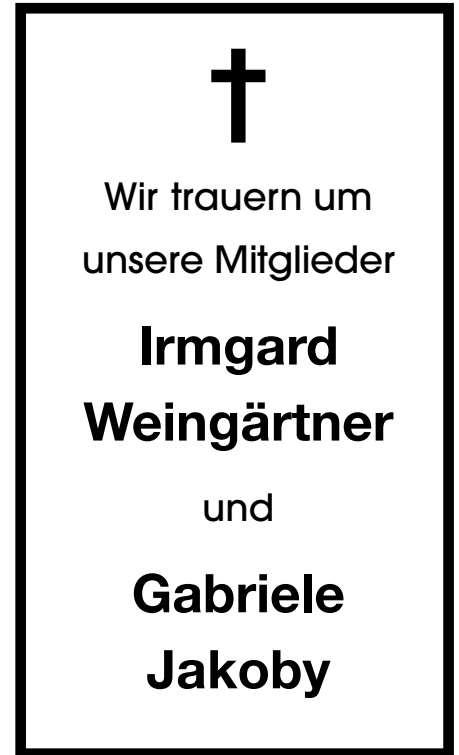 Wir trauern um
unsere Mitglieder
Irmgard
Weingärtner
und
Gabriele
Jakoby